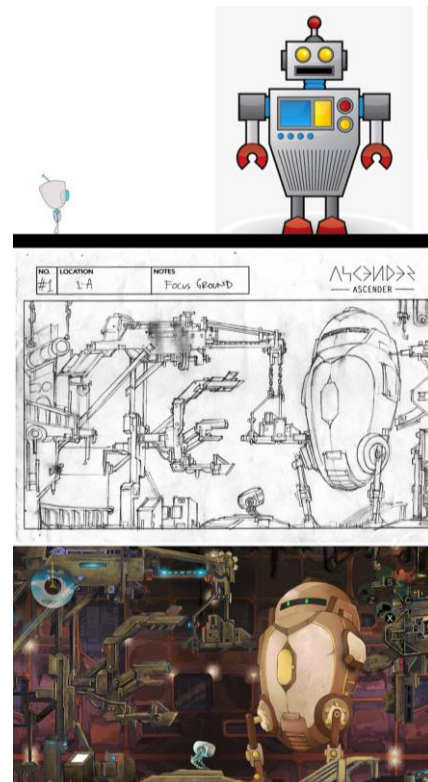 NO.
LOCATION
NOTES
#1
1:A
FOCUS GROUND
ASCENDER
S
Z
X